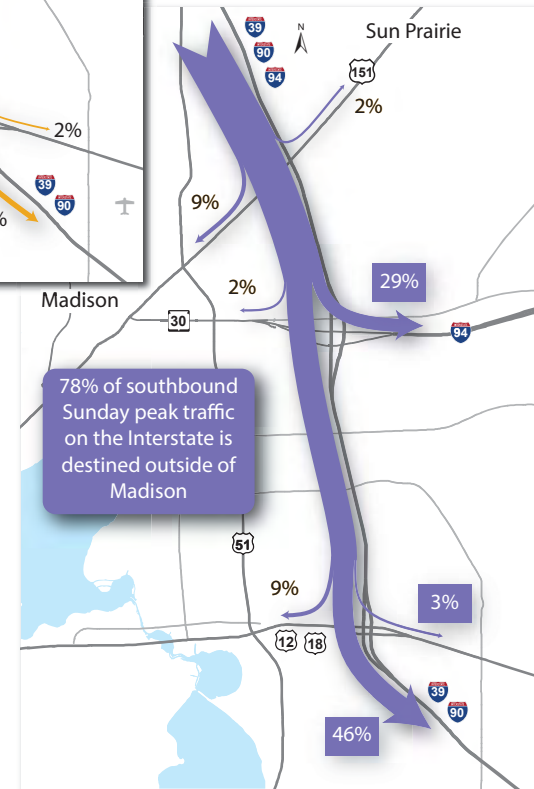 39
90
94
N
Sun Prairie
151
2%
2%
39
90
%
9%
Madison
2%
30
29%
94
78% of southbound
Sunday peak traffic
on the Interstate is
destined outside of
Madison
51
9%
3%
12
18
39
90
46%